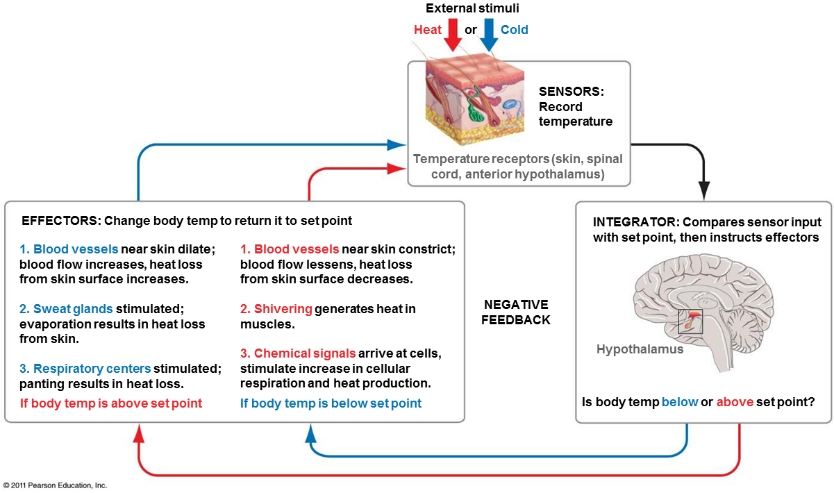 External stimuli
Heat or Cold
SENSORS:
Record
temperature
Temperature receptors (skin, spinal
cord, anterior hypothalamus)
EFFECTORS: Change body temp to return it to set point
1. Blood vessels near skin dilate;
blood flow increases, heat loss
from skin surface increases.
2. Sweat glands stimulated;
evaporation results in heat loss
from skin.
3. Respiratory centers stimulated;
panting results in heat loss.
If body temp is above set point
1. Blood vessels near skin constrict;
blood flow lessens, heat loss
from skin surface decreases.
2. Shivering generates heat in
muscles.
3. Chemical signals arrive at cells,
stimulate increase in cellular
respiration and heat production.
If body temp is below set point
NEGATIVE
FEEDBACK
INTEGRATOR: Compares sensor input
with set point, then instructs effectors
Hypothalamus
Is body temp below or above set point?
© 2011 Pearson Education, Inc.